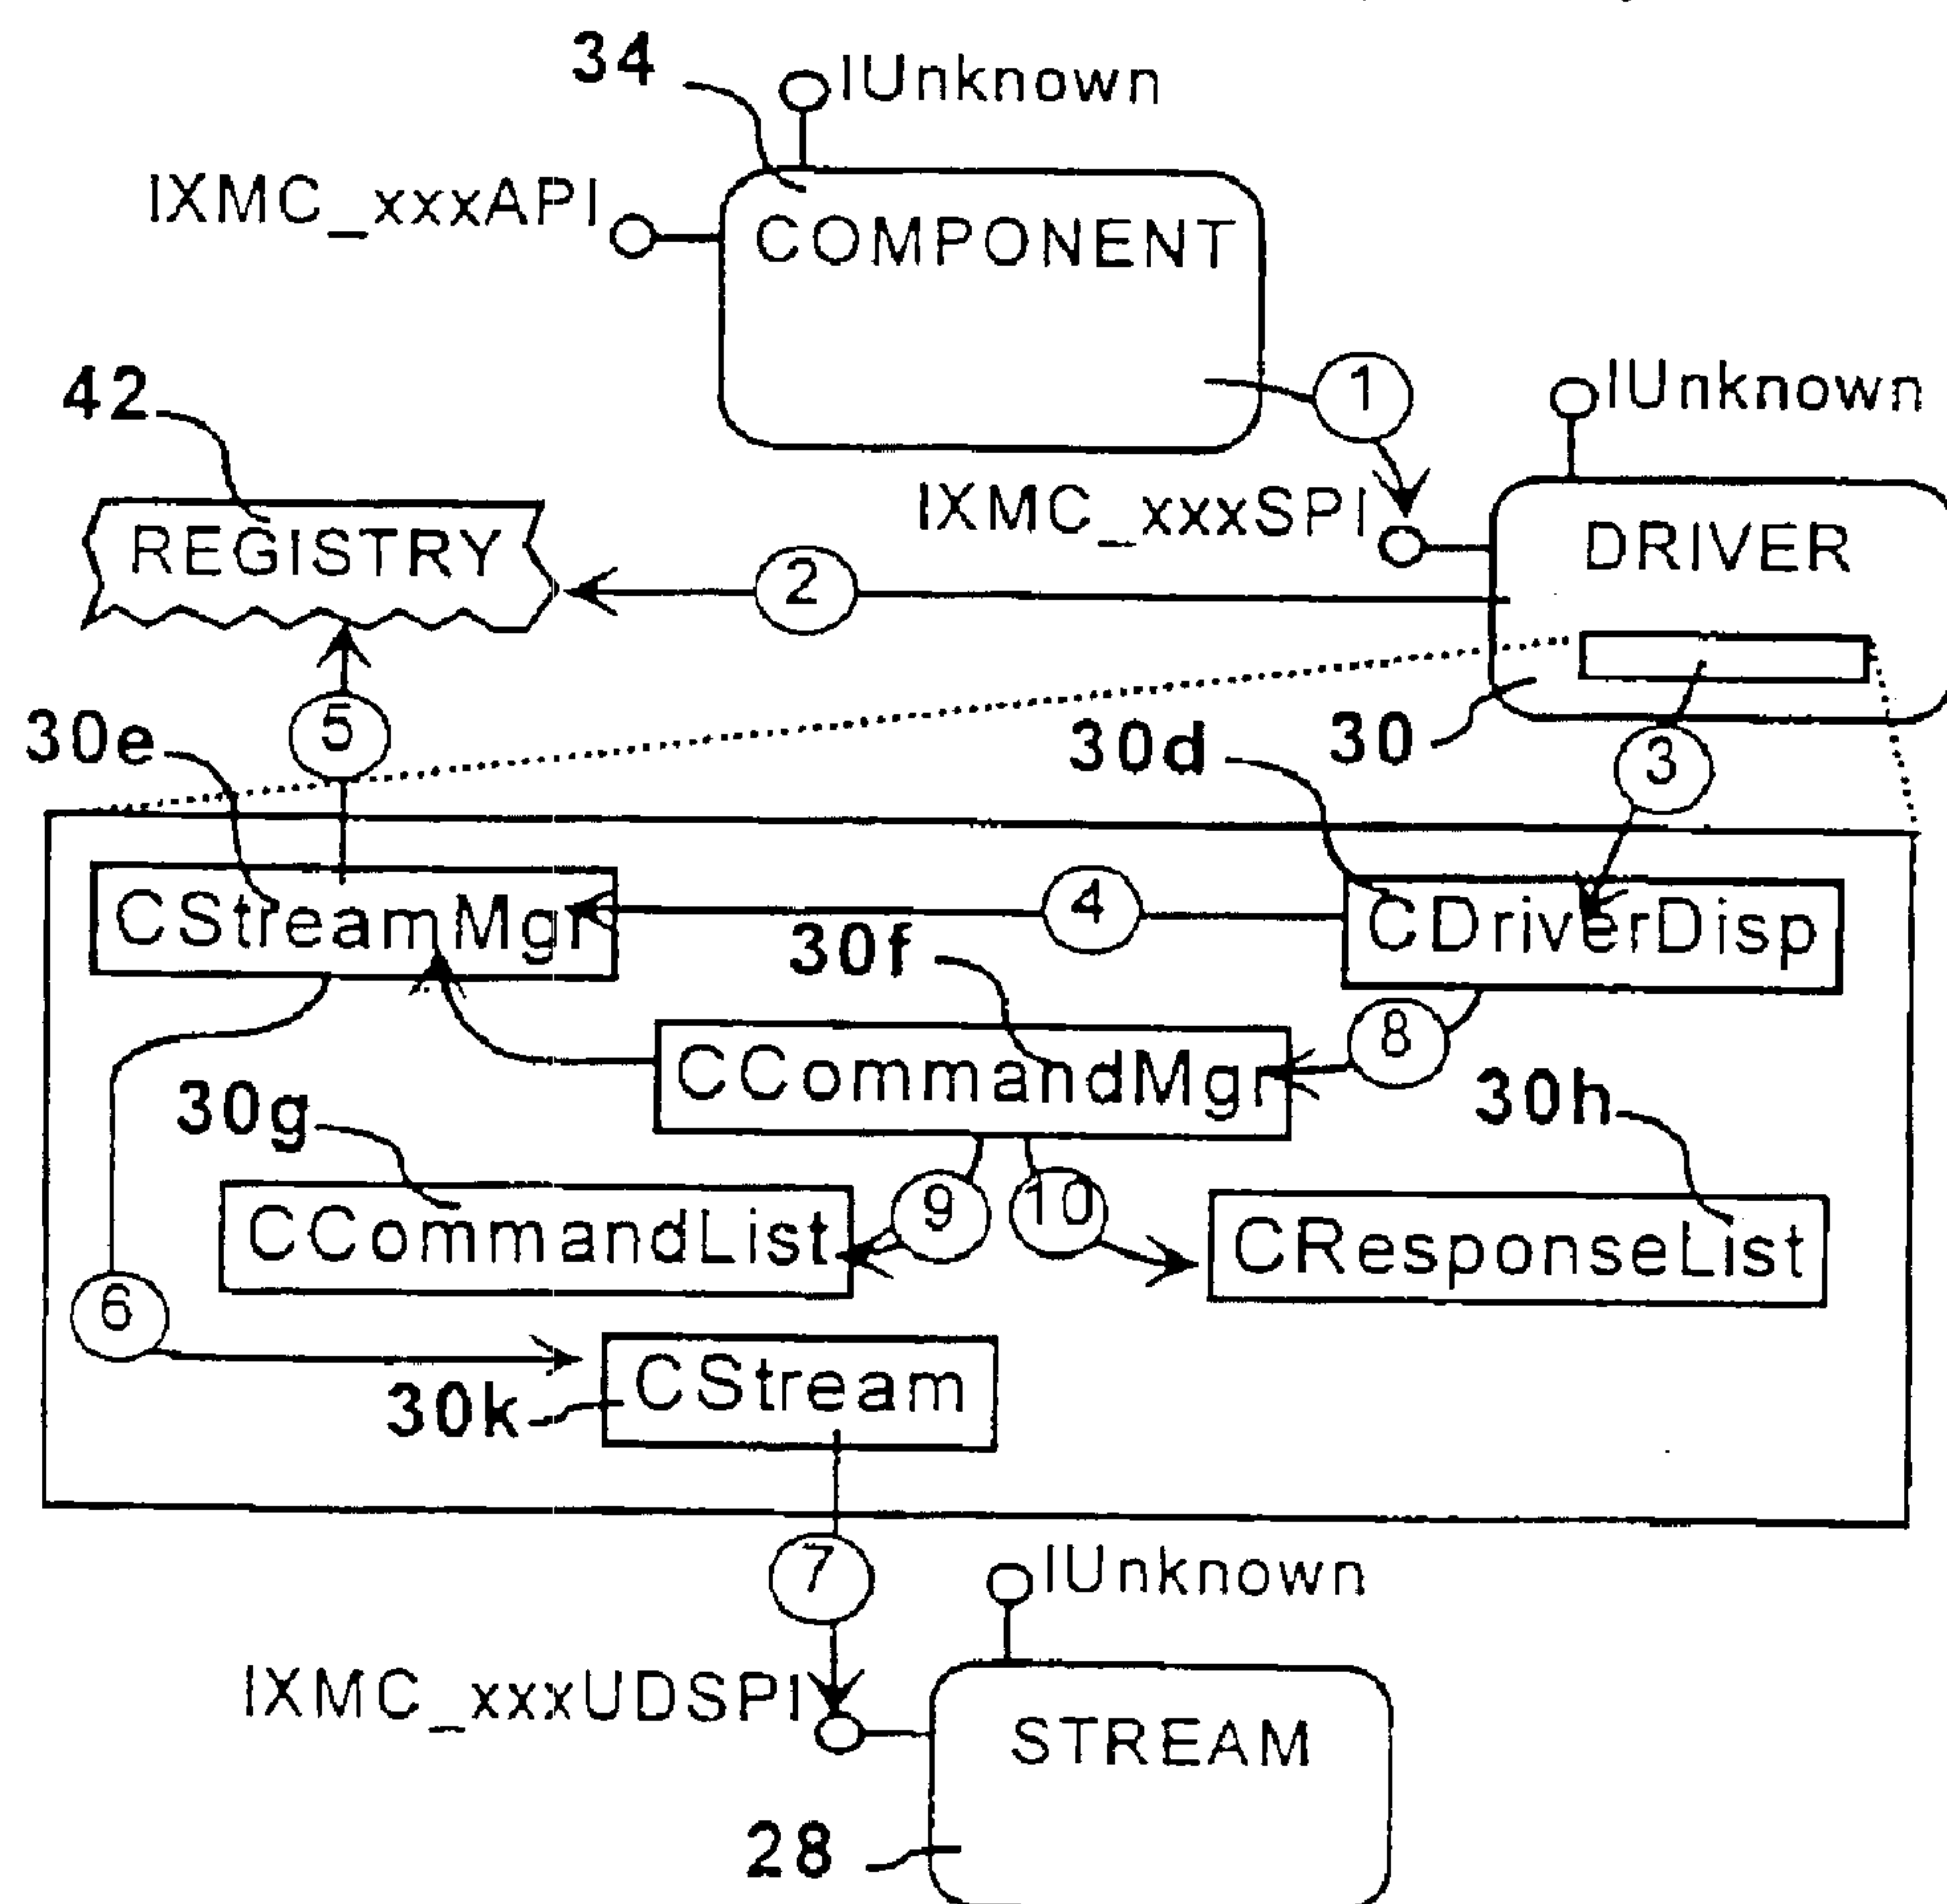 34
IUnknown
IXMC_xxxAPI
COMPONENT
1
42
IUnknown
IXMC_xxxSPI
REGISTRY
DRIVER
2
30e
5
30d
30
3
CStreamMgr
4
CDriverDisp
30f
8
CCommandMgr
30g
30h
9
10
CCommandList
CResponseList
6
CStream
30k
7
IUnknown
IXMC_xxxUDSPI
STREAM
28